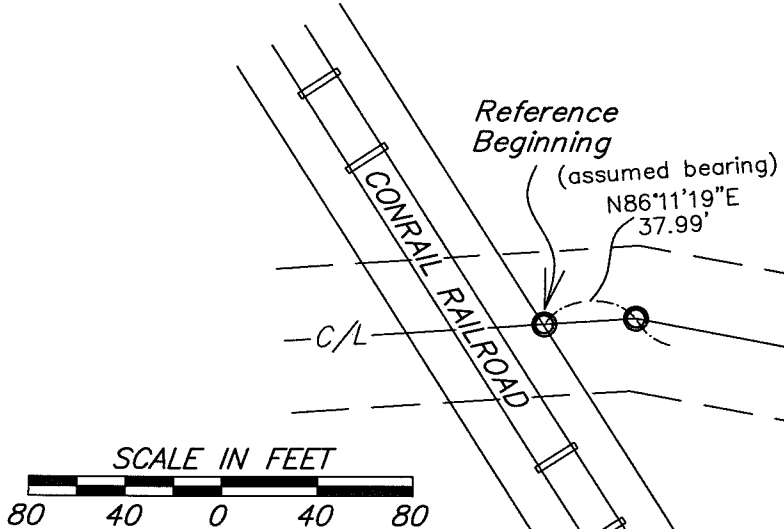 Reference
Beginning
(assumed bearing)
N86°11'19"E
37.99'
CONRAIL RAILROAD
C/L
SCALE IN FEET
80 40 0 40 80